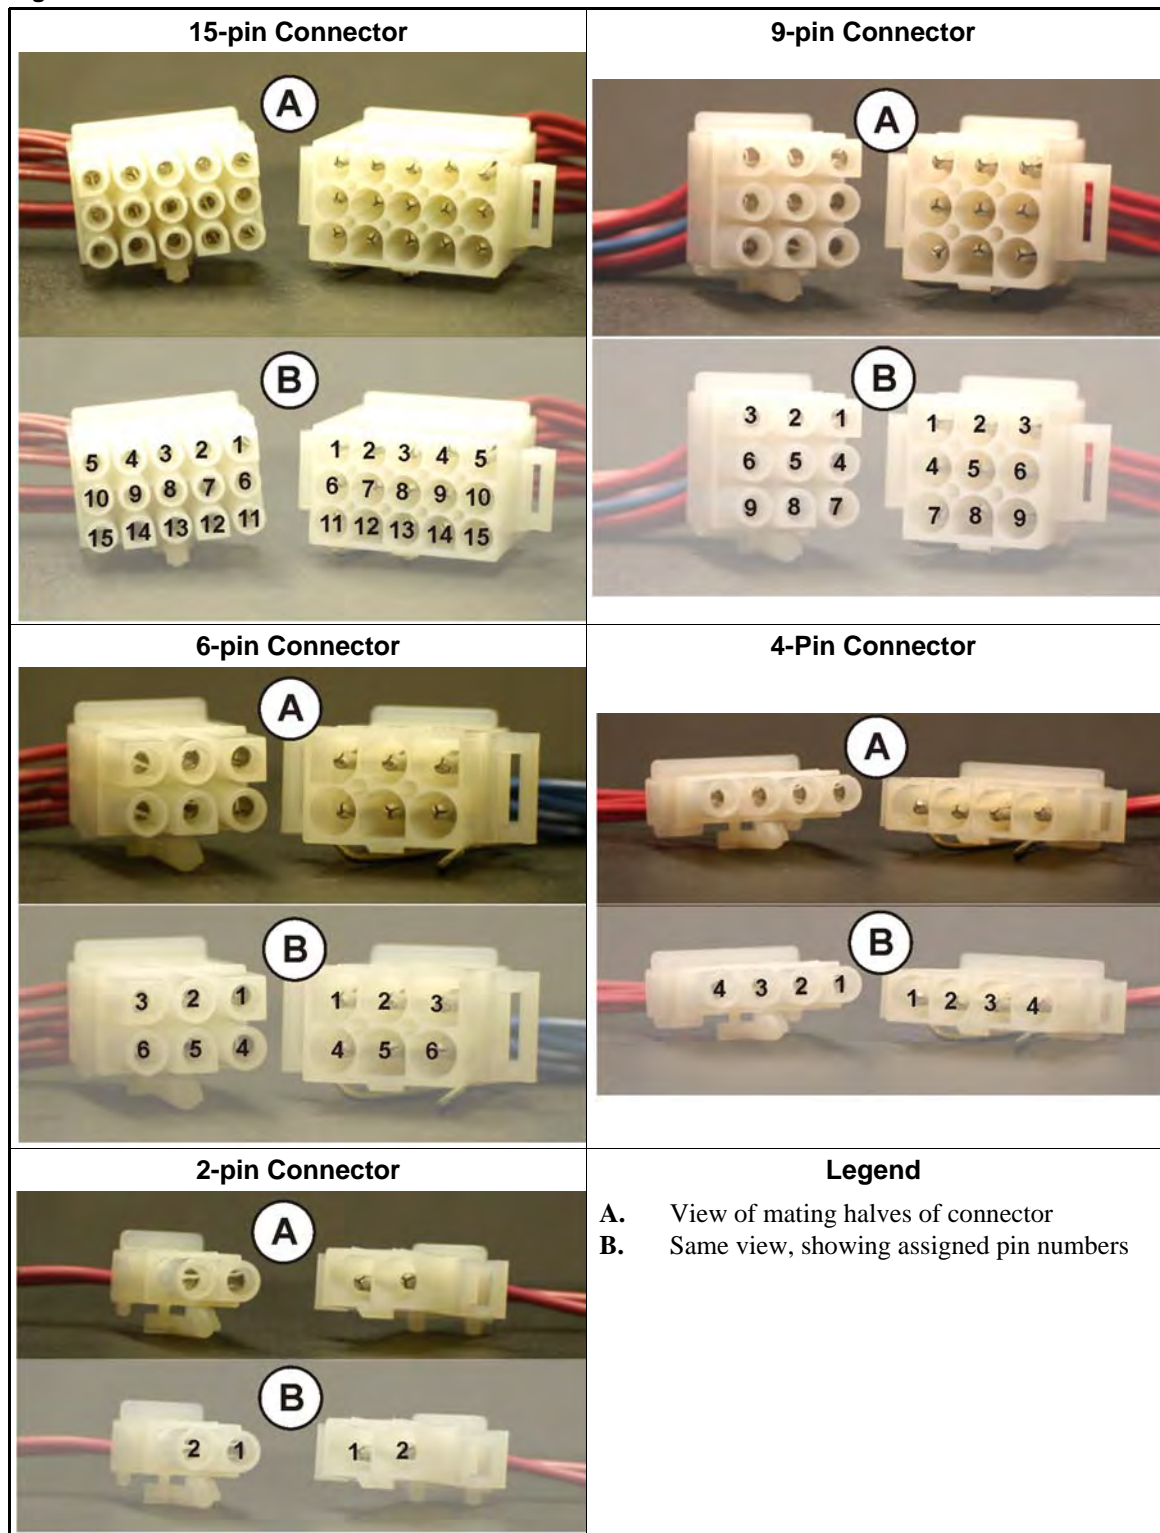 15-pin Connector
A
B
5 4 3 2 1
10 9 8 7 6
15 14 13 12 11
1 2 3 4 5
6 7 8 9 10
11 12 13 14 15
9-pin Connector
A
B
3 2 1
6 5 4
9 8 7
1 2 3
4 5 6
7 8 9
6-pin Connector
A
B
3 2 1
6 5 4
1 2 3
4 5 6
4-Pin Connector
A
B
4 3 2 1
1 2 3 4
2-pin Connector
A
B
2 1
1 2
Legend
A. View of mating halves of connector
B. Same view, showing assigned pin numbers